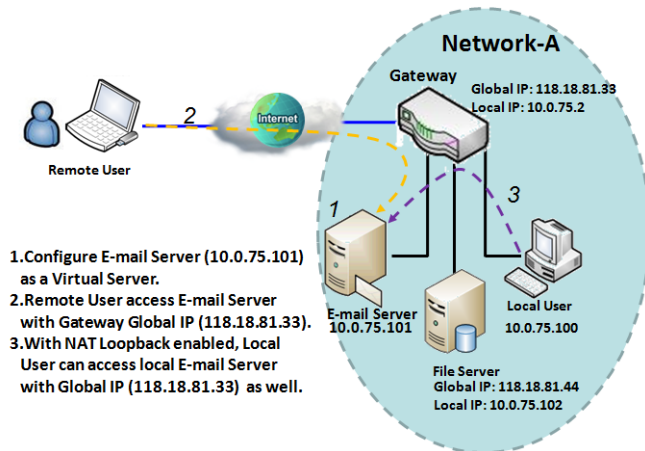 Network-A
Gateway
Global IP: 118.18.81.33
Local IP: 10.0.75.2
2
Internet
Remote User
1
3
E-mail Server
10.0.75.101
Local User
10.0.75.100
File Server
Global IP: 118.18.81.44
Local IP: 10.0.75.102
1.Configure E-mail Server (10.0.75.101)
as a Virtual Server.
2.Remote User access E-mail Server
with Gateway Global IP (118.18.81.33).
3.With NAT Loopback enabled, Local
User can access local E-mail Server
with Global IP (118.18.81.33) as well.